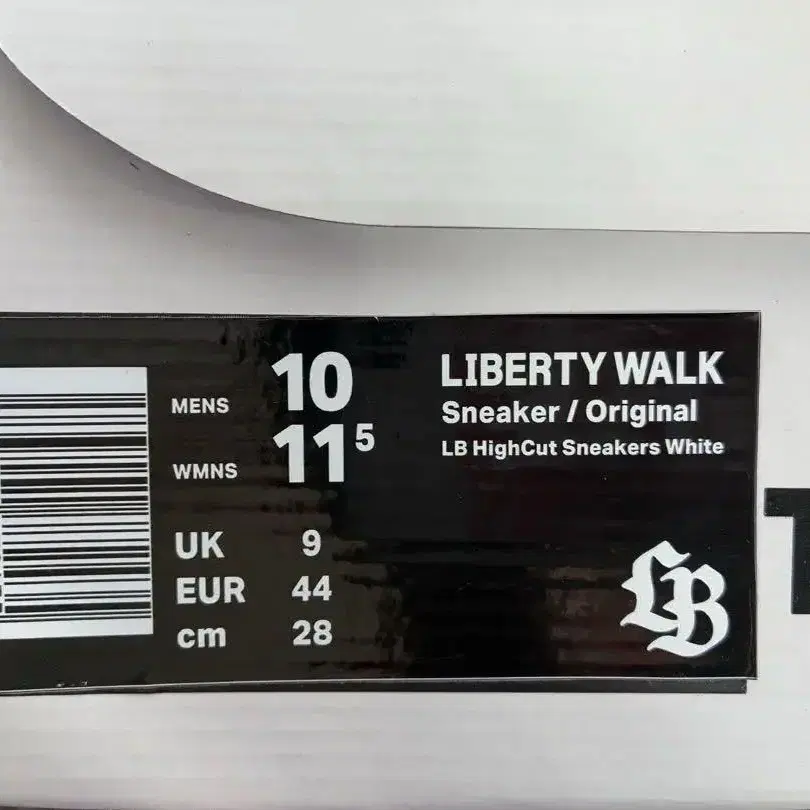 MENS 10
WMNS 11⁵
UK 9
EUR 44
cm 28
LIBERTY WALK
Sneaker / Original
LB HighCut Sneakers White
LB